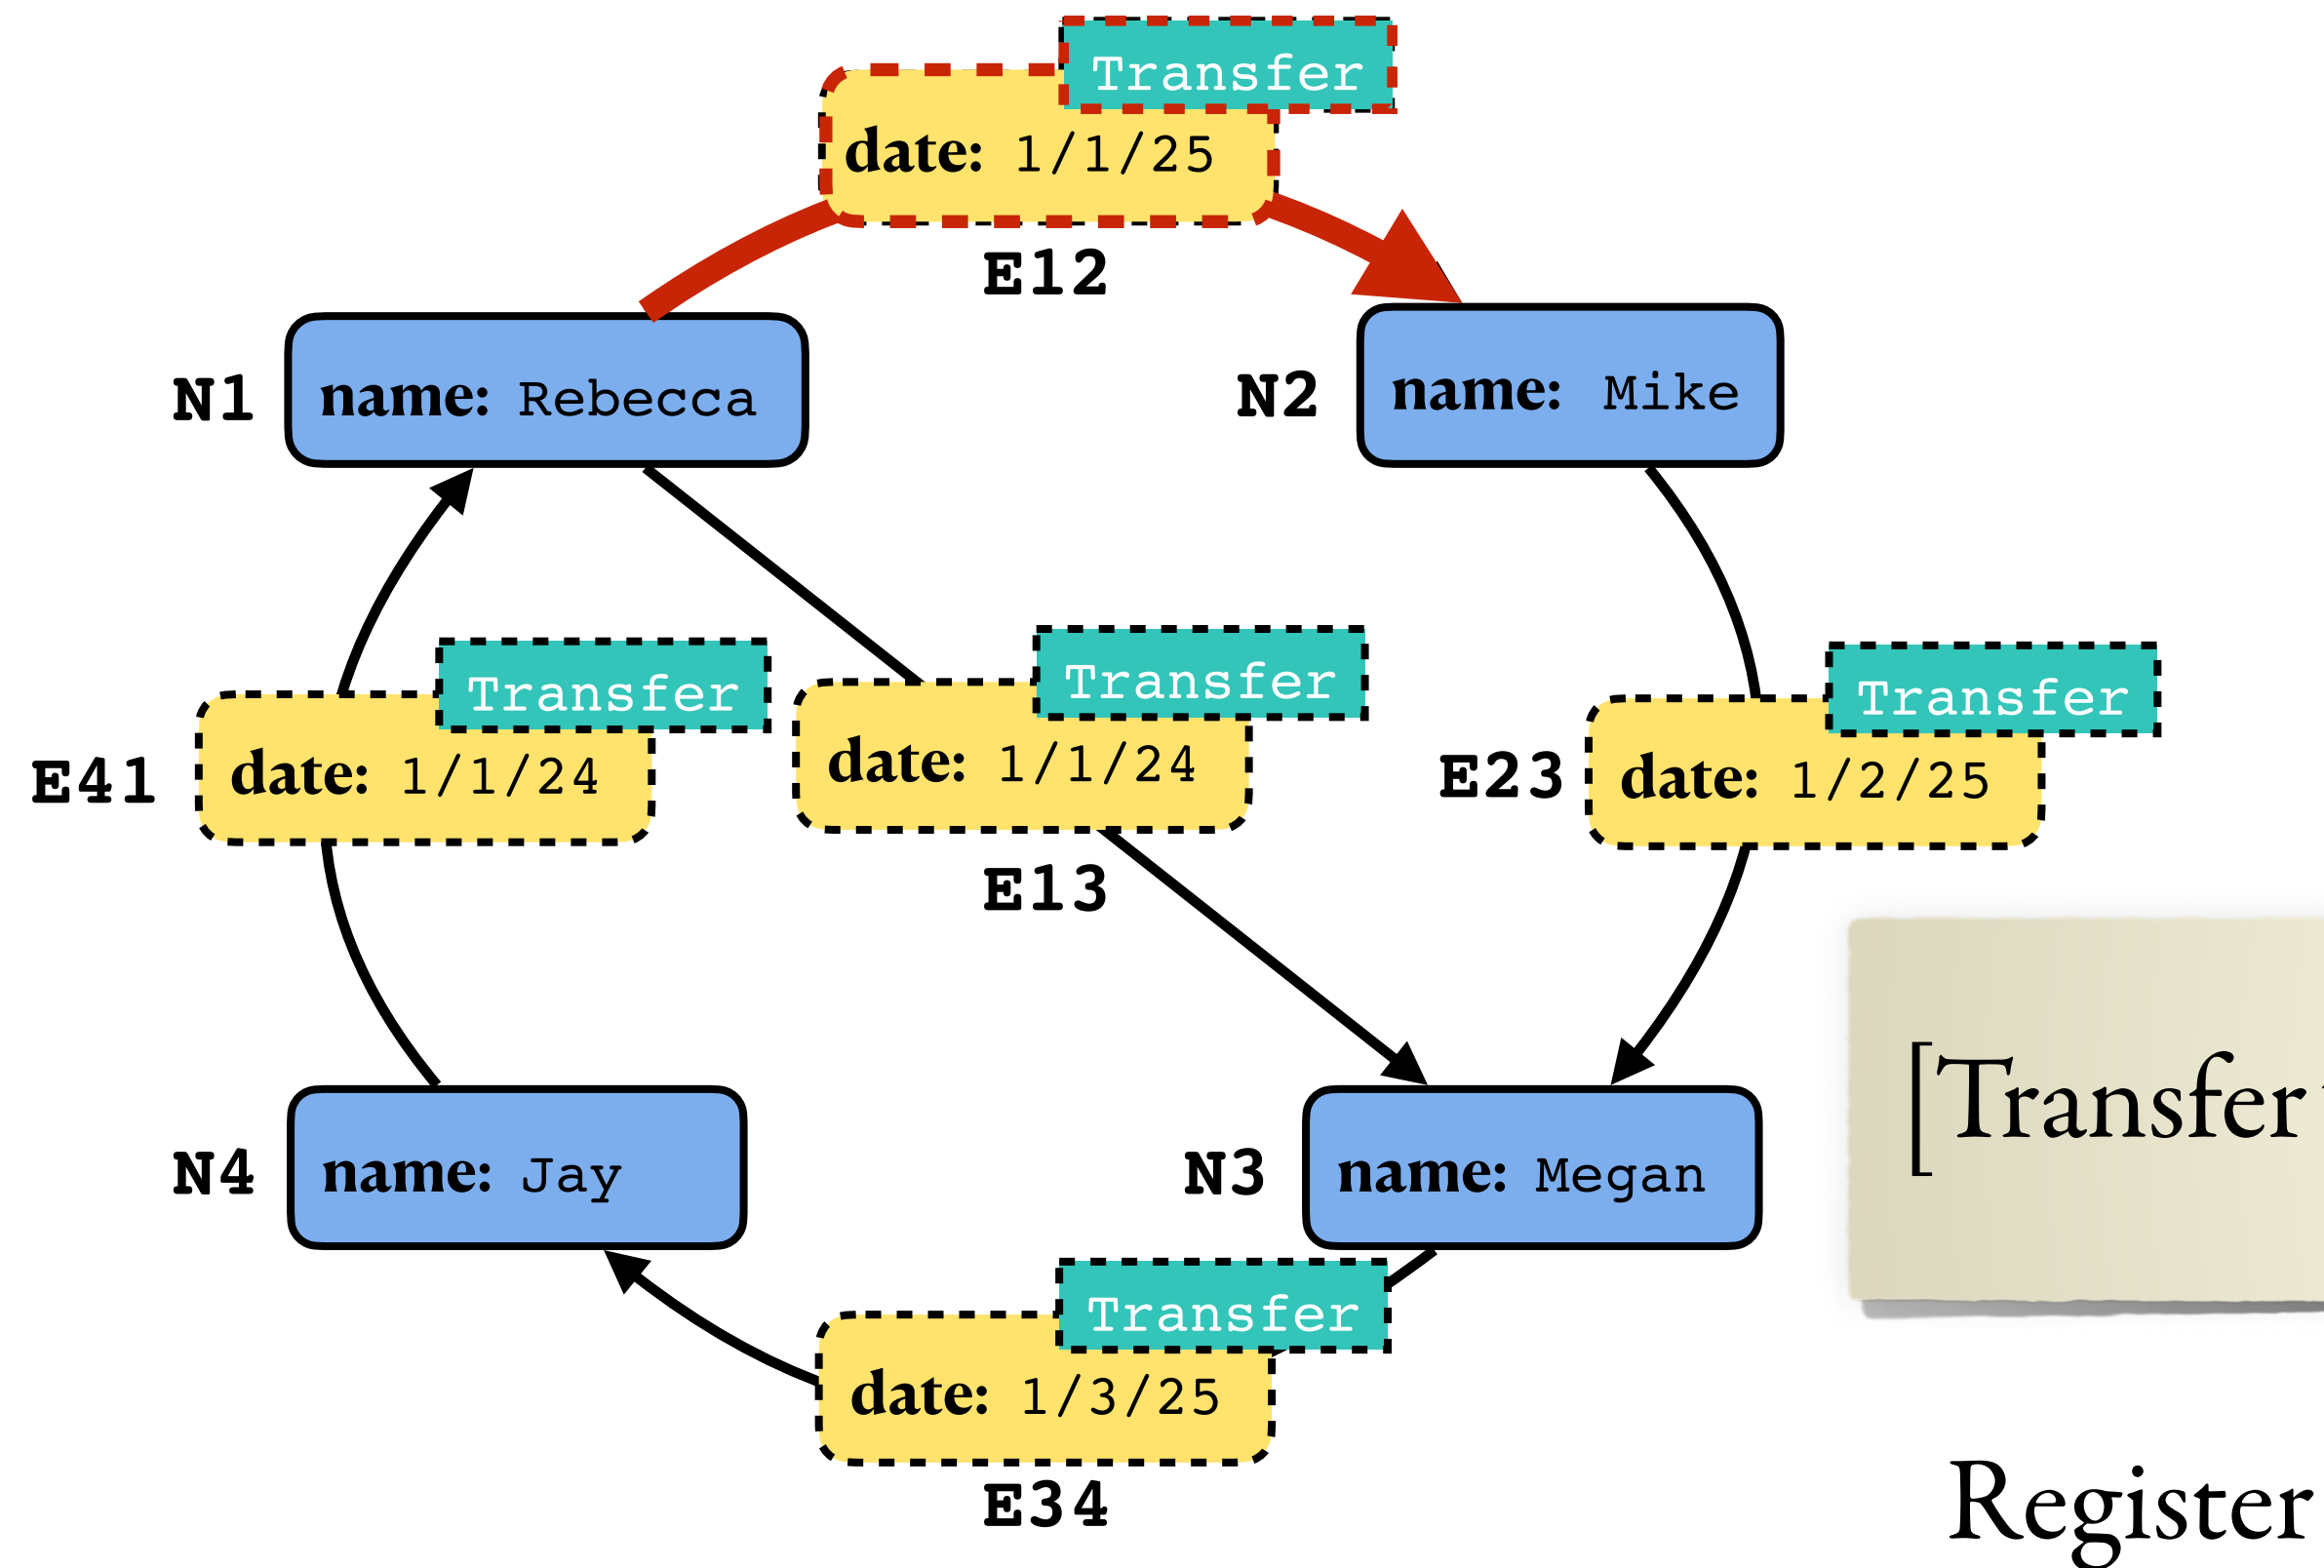 Transfer
date: 1/1/25
E12
N1 name: Rebecca
N2 name: Mike
Transfer
Transfer
Transfer
E41 date: 1/1/24
date: 1/1/24
E23 date: 1/2/25
E13
[Transfer
N4 name: Jay
N3 name: Megan
Transfer
date: 1/3/25
E34
Register